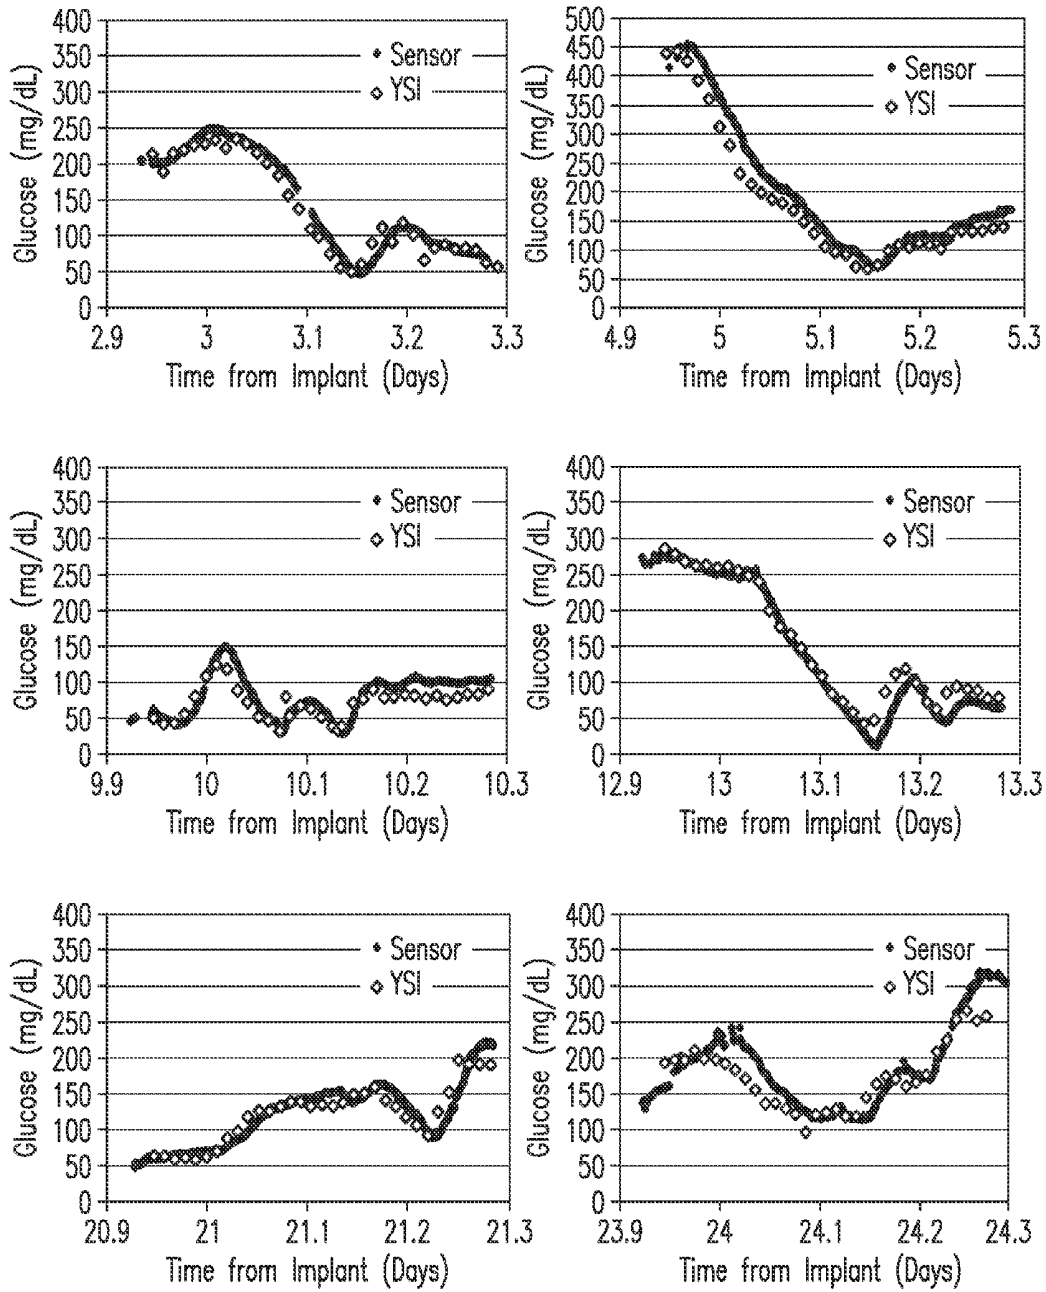 Glucose (mg/dL)
400
350
300
250
200
150
100
50
0
Sensor
YSI
2.9 3 3.1 3.2 3.3
Time from Implant (Days)
Glucose (mg/dL)
500
450
400
350
300
250
200
150
100
50
0
Sensor
YSI
4.9 5 5.1 5.2 5.3
Time from Implant (Days)
Glucose (mg/dL)
400
350
300
250
200
150
100
50
0
Sensor
YSI
9.9 10 10.1 10.2 10.3
Time from Implant (Days)
Glucose (mg/dL)
400
350
300
250
200
150
100
50
0
Sensor
YSI
12.9 13 13.1 13.2 13.3
Time from Implant (Days)
Glucose (mg/dL)
400
350
300
250
200
150
100
50
0
Sensor
YSI
20.9 21 21.1 21.2 21.3
Time from Implant (Days)
Glucose (mg/dL)
400
350
300
250
200
150
100
50
0
Sensor
YSI
23.9 24 24.1 24.2 24.3
Time from Implant (Days)